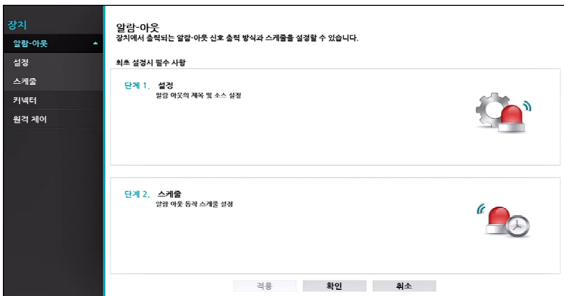 장치
알람-아웃
설정
스케줄
커넥터
원격 제어
알람-아웃
장치에서 출력되는 알람-아웃 신호 출력 방식과 스케줄을 설정할 수 있습니다.
최초 설정시 필수 사항
단계 1. 설정
알람 아웃의 제목 및 소스 설정
단계 2. 스케줄
알람 아웃 동작 스케줄 설정
적용 확인 취소